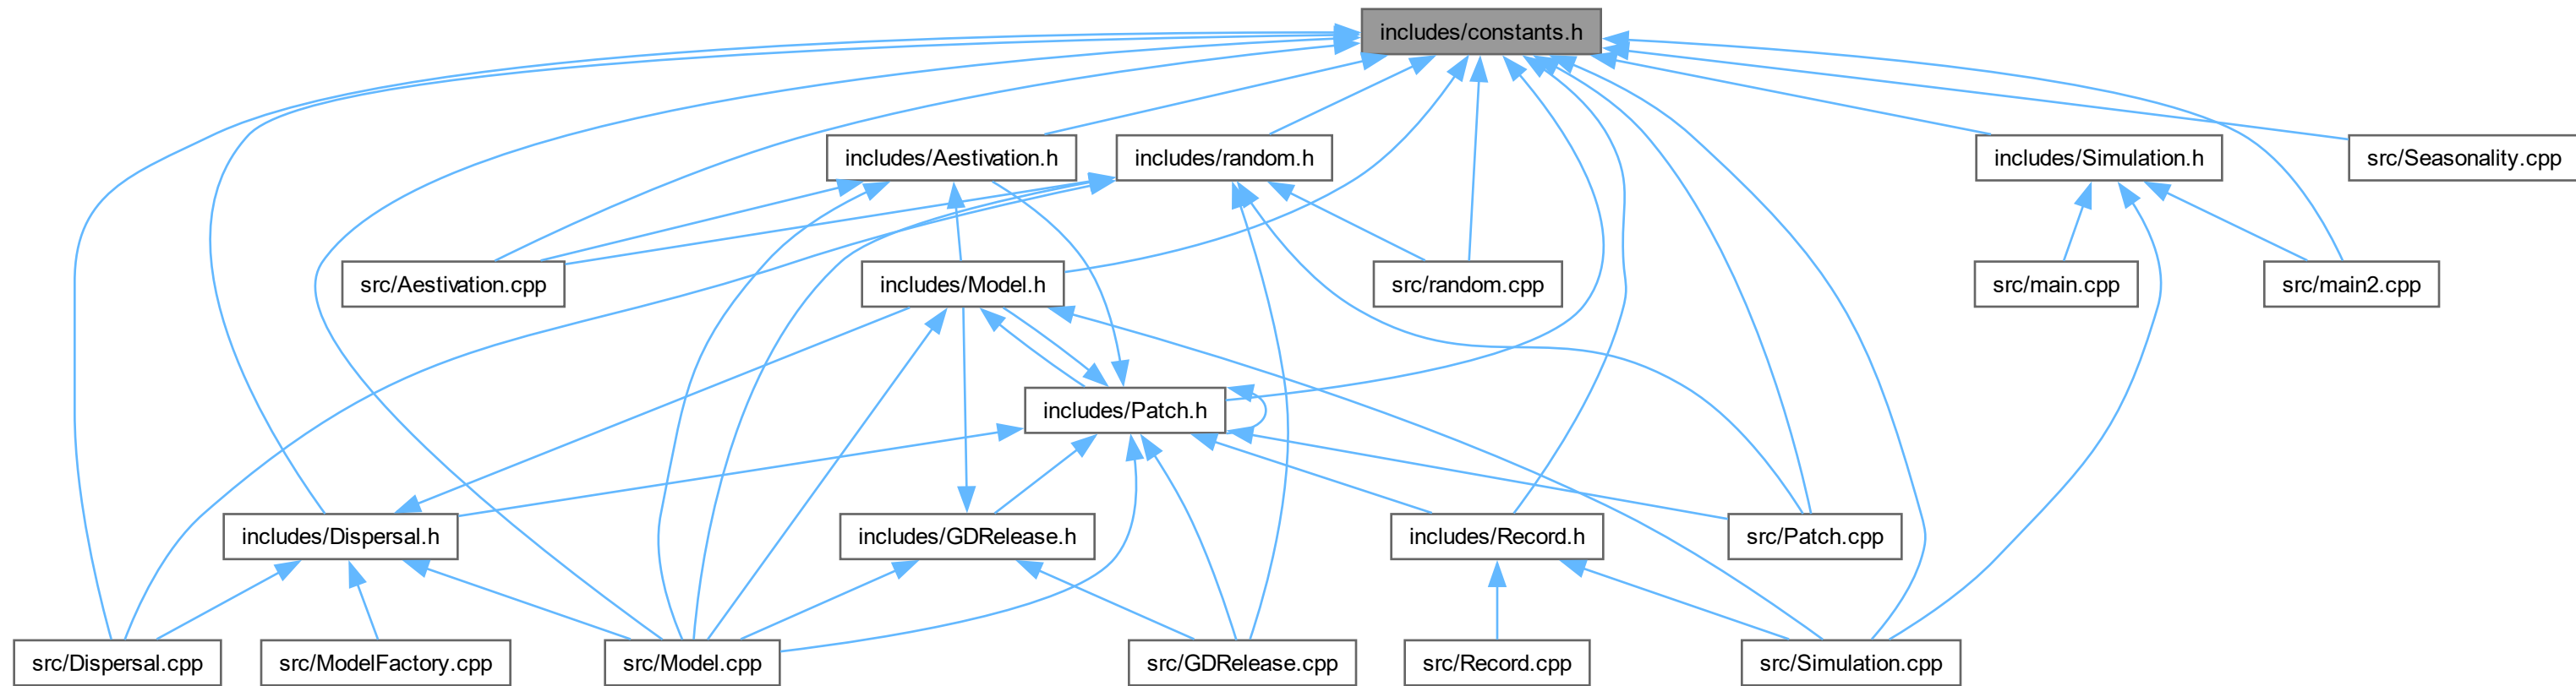 includes/constants.h
includes/Aestivation.h
includes/random.h
includes/Simulation.h
src/Seasonality.cpp
src/Aestivation.cpp
includes/Model.h
src/random.cpp
src/main.cpp
src/main2.cpp
includes/Patch.h
includes/Dispersal.h
includes/GDRelease.h
includes/Record.h
src/Patch.cpp
src/Dispersal.cpp
src/ModelFactory.cpp
src/Model.cpp
src/GDRelease.cpp
src/Record.cpp
src/Simulation.cpp